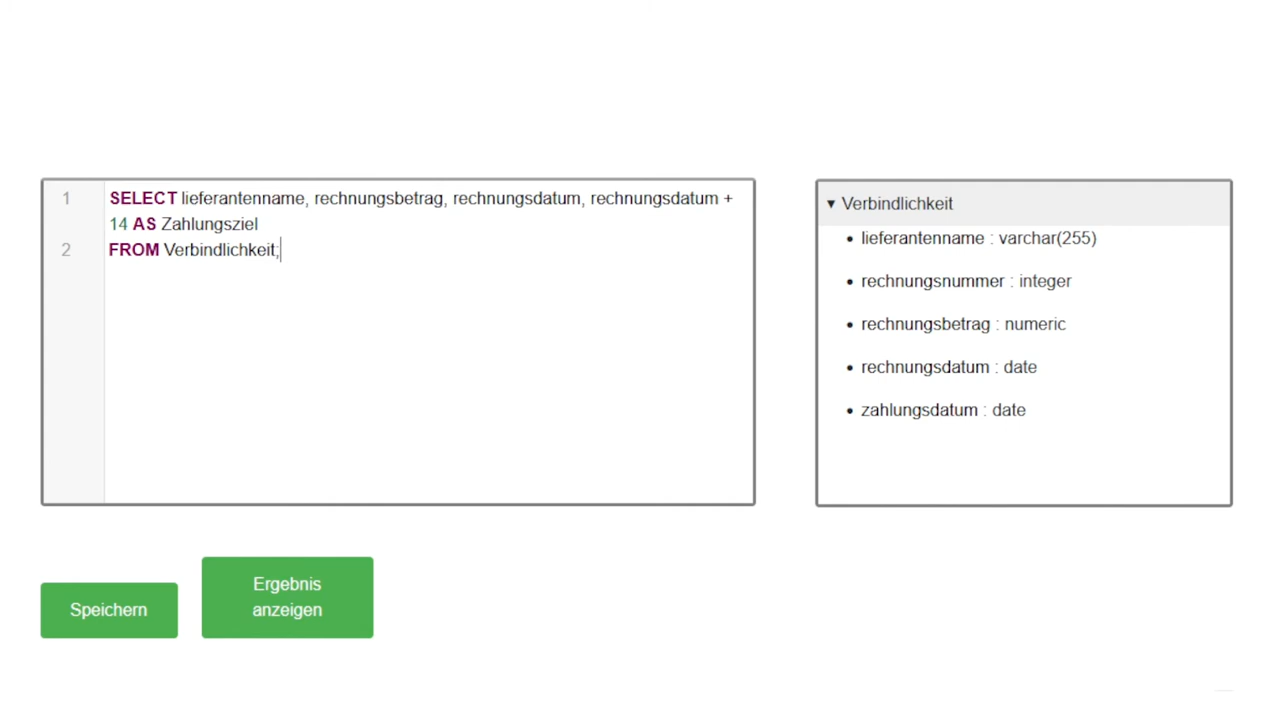 1 SELECT lieferantenname, rechnungsbetrag, rechnungsdatum, rechnungsdatum +
14 AS Zahlungsziel
2 FROM Verbindlichkeit;
▼ Verbindlichkeit
• lieferantenname : varchar(255)
• rechnungsnummer : integer
• rechnungsbetrag : numeric
• rechnungsdatum : date
• zahlungsdatum : date
Speichern
Ergebnis
anzeigen